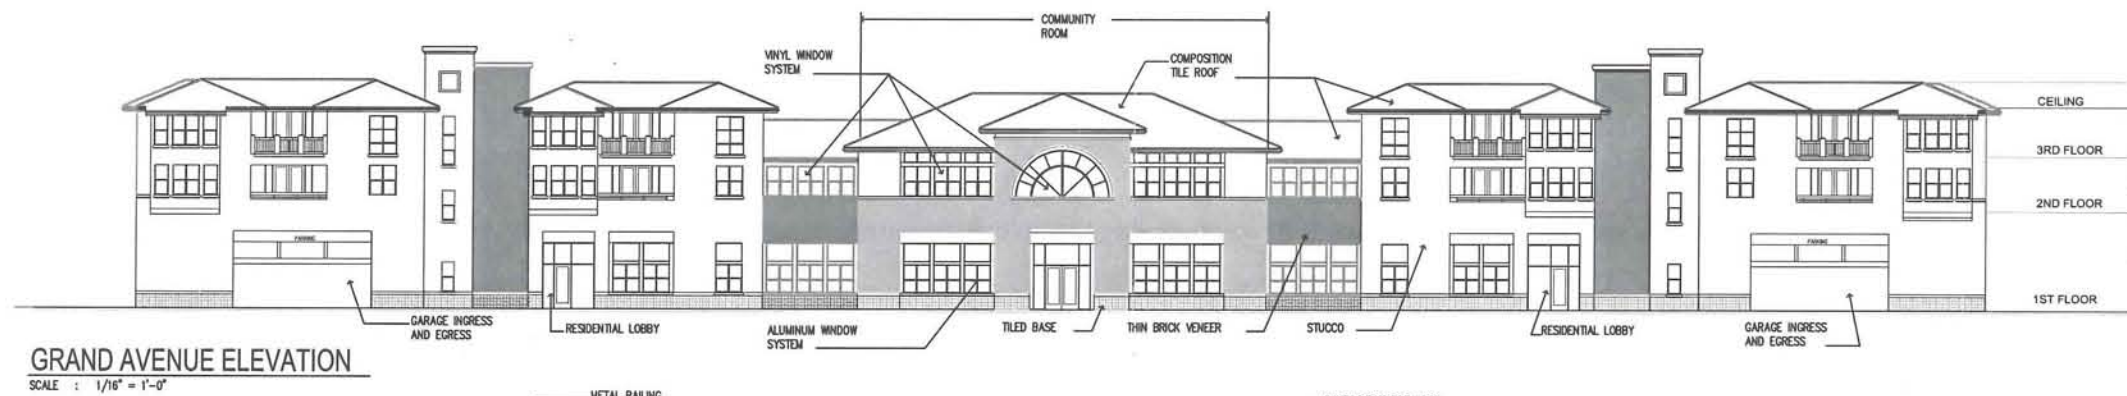 COMMUNITY
ROOM
VINYL WINDOW
SYSTEM
COMPOSITION
TILE ROOF
CEILING
3RD FLOOR
2ND FLOOR
1ST FLOOR
PARKING
PARKING
GARAGE INGRESS
AND EGRESS
RESIDENTIAL LOBBY
ALUMINUM WINDOW
SYSTEM
TILED BASE
THIN BRICK VENEER
STUCCO
RESIDENTIAL LOBBY
GARAGE INGRESS
AND EGRESS
GRAND AVENUE ELEVATION
SCALE : 1/16" = 1'-0"
METAL RAILING